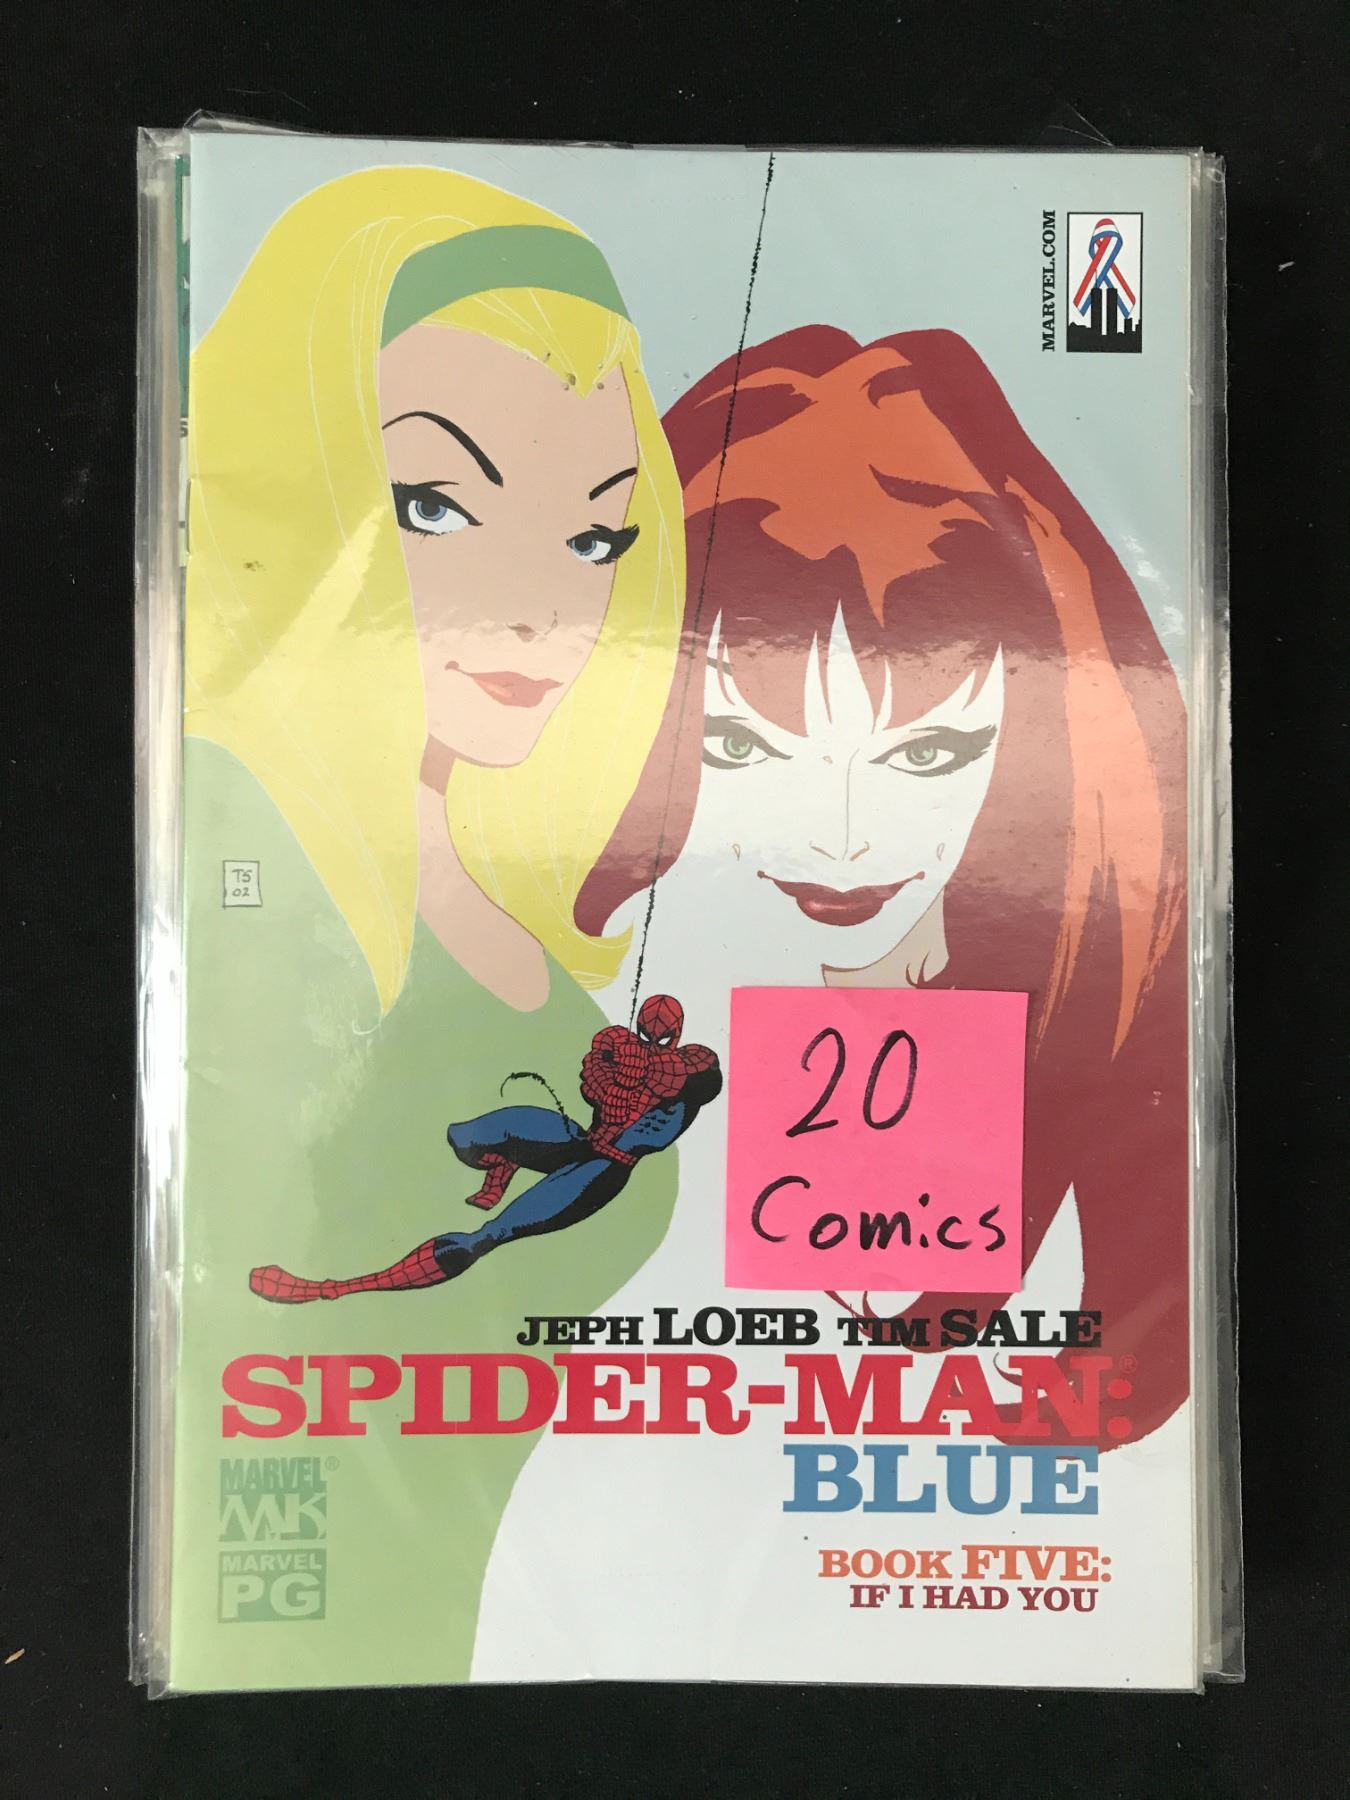 MARVEL.COM
TS
02
20
Comics
JEPH LOEB TIM SALE
SPIDER-MAN:®
BLUE
MARVEL®
MK
MARVEL
PG
BOOK FIVE:
IF I HAD YOU